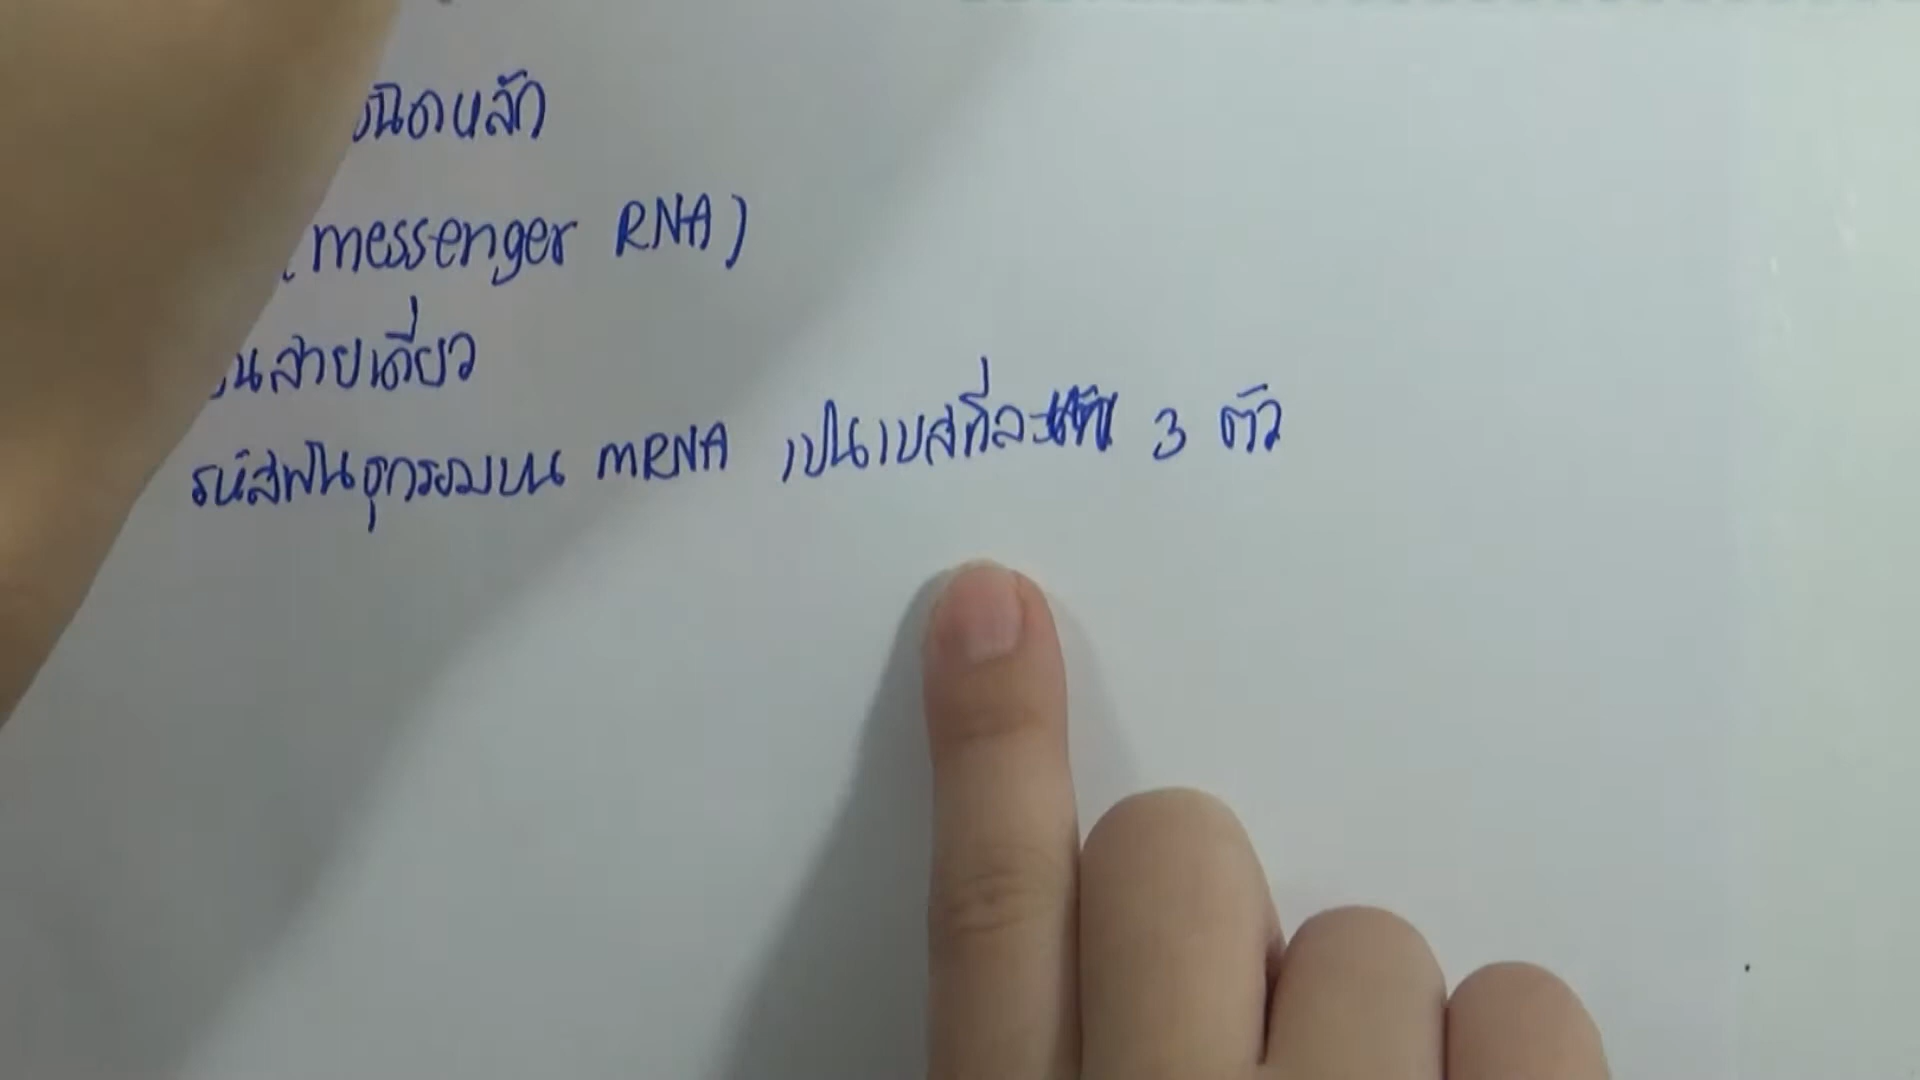 ชนิดหลัก
(messenger RNA)
นสายเดี่ยว
รหัสพันธุกรรมบน mRNA เป็นเบสทีละ 3 ตัว